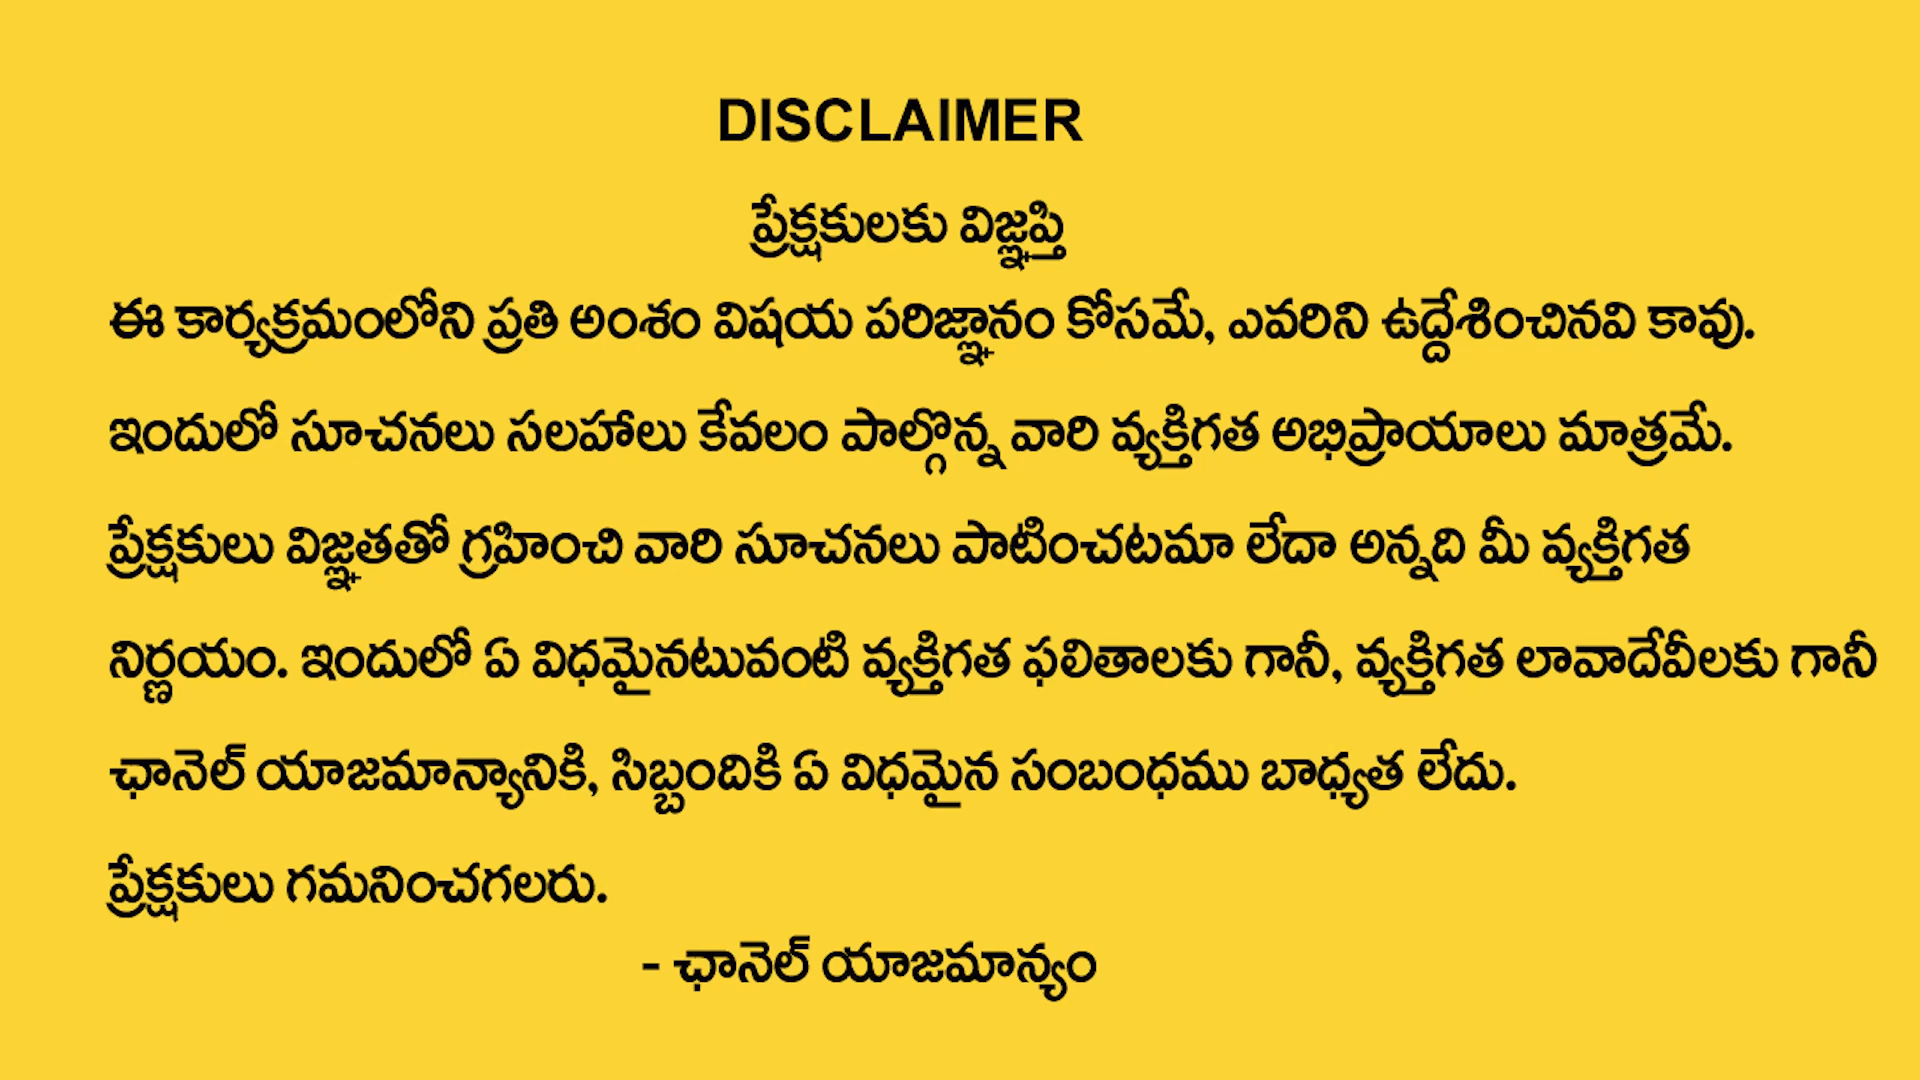 DISCLAIMER
ప్రేక్షకులకు విజ్ఞప్తి
ఈ కార్యక్రమంలోని ప్రతి అంశం విషయ పరిజ్ఞానం కోసమే, ఎవరిని ఉద్దేశించినవి కావు.
ఇందులో సూచనలు సలహాలు కేవలం పాల్గొన్న వారి వ్యక్తిగత అభిప్రాయాలు మాత్రమే.
ప్రేక్షకులు విజ్ఞతతో గ్రహించి వారి సూచనలు పాటించటమా లేదా అన్నది మీ వ్యక్తిగత
నిర్ణయం. ఇందులో ఏ విధమైనటువంటి వ్యక్తిగత ఫలితాలకు గానీ, వ్యక్తిగత లావాదేవీలకు గానీ
ఛానెల్ యాజమాన్యానికి, సిబ్బందికి ఏ విధమైన సంబంధము బాధ్యత లేదు.
ప్రేక్షకులు గమనించగలరు.
- ఛానెల్ యాజమాన్యం